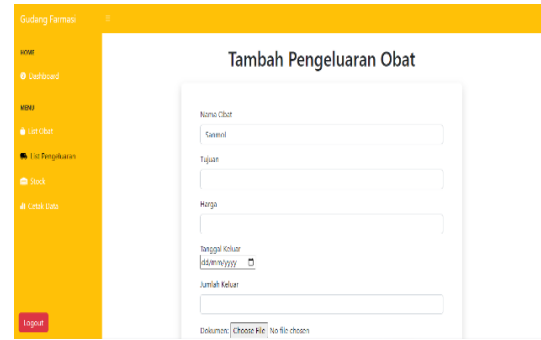 Gudang Farmasi
HOME
Dashboard
MENU
List Obat
List Pengeluaran
Stock
Cetak Data
Logout
Tambah Pengeluaran Obat
Nama Obat
Sanmol
Tujuan
Harga
Tanggal Keluar
dd/mm/yyyy
Jumlah Keluar
Dokumen: Choose File No file chosen